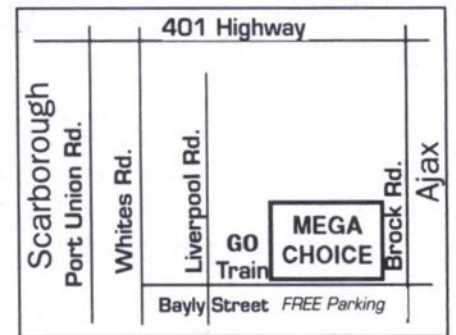 401 Highway
Scarborough
Port Union Rd.
Whites Rd.
Liverpool Rd.
GO
Train
MEGA
CHOICE
Brock Rd.
Ajax
Bayly Street FREE Parking